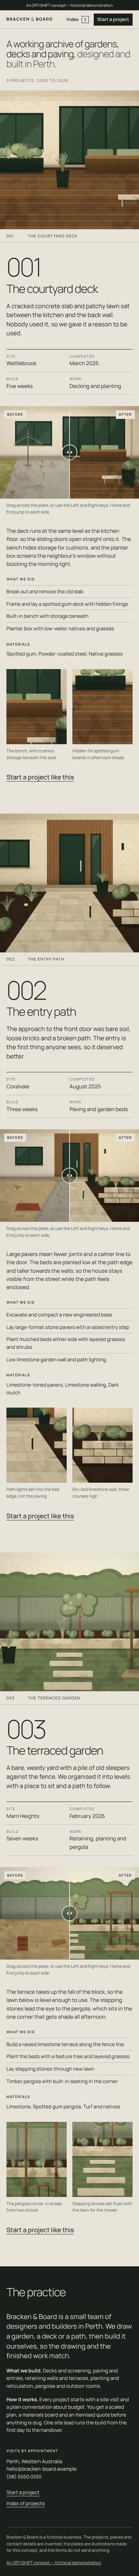 An OFF/SHIFT concept — fictional demonstration
BRACKEN & BOARD
Index 3
Start a project
A working archive of gardens,
decks and paving, designed and
built in Perth.
3 PROJECTS, 2025 TO 2026
001 THE COURTYARD DECK
001
The courtyard deck
A cracked concrete slab and patchy lawn sat
between the kitchen and the back wall.
Nobody used it, so we gave it a reason to be
used.
SITE
Wattlebrook
COMPLETED
March 2025
BUILD
Five weeks
WORK
Decking and planting
BEFORE
AFTER
Drag across the plate, or use the Left and Right keys. Home and
End jump to each side.
The deck runs at the same level as the kitchen
floor, so the sliding doors open straight onto it. The
bench hides storage for cushions, and the planter
box screens the neighbour's window without
blocking the morning light.
WHAT WE DID
Break out and remove the old slab
Frame and lay a spotted gum deck with hidden fixings
Built-in bench with storage beneath
Planter box with low-water natives and grasses
MATERIALS
Spotted gum, Powder-coated steel, Native grasses
The bench, with cushion
storage beneath the seat
Hidden-fix spotted gum
boards in afternoon shade
Start a project like this
002 THE ENTRY PATH
002
The entry path
The approach to the front door was bare soil,
loose bricks and a broken path. The entry is
the first thing anyone sees, so it deserved
better.
SITE
Coralvale
COMPLETED
August 2025
BUILD
Three weeks
WORK
Paving and garden beds
BEFORE
AFTER
Drag across the plate, or use the Left and Right keys. Home and
End jump to each side.
Large pavers mean fewer joints and a calmer line to
the door. The beds are planted low at the path edge
and taller towards the walls, so the house stays
visible from the street while the path feels
enclosed.
WHAT WE DID
Excavate and compact a new engineered base
Lay large-format stone pavers with a raised entry step
Plant mulched beds either side with layered grasses
and shrubs
Low limestone garden wall and path lighting
MATERIALS
Limestone-toned pavers, Limestone walling, Dark
mulch
Path lights set into the bed
edge, not the paving
Dry-laid limestone wall, three
courses high
Start a project like this
003 THE TERRACED GARDEN
003
The terraced garden
A bare, weedy yard with a pile of old sleepers
and a tired fence. We organised it into levels
with a place to sit and a path to follow.
SITE
Marri Heights
COMPLETED
February 2026
BUILD
Seven weeks
WORK
Retaining, planting and
pergola
BEFORE
AFTER
Drag across the plate, or use the Left and Right keys. Home and
End jump to each side.
The terrace takes up the fall of the block, so the
lawn below is level enough to use. The stepping
stones lead the eye to the pergola, which sits in the
one corner that gets shade all afternoon.
WHAT WE DID
Build a raised limestone terrace along the fence line
Plant the beds with a feature tree and layered grasses
Lay stepping stones through new lawn
Timber pergola with built-in seating in the corner
MATERIALS
Limestone, Spotted gum pergola, Turf and natives
The pergola corner, in shade
from two o'clock
Stepping stones set flush with
the lawn for the mower
Start a project like this
The practice
Bracken & Board is a small team of
designers and builders in Perth. We draw
a garden, a deck or a path, then build it
ourselves, so the drawing and the
finished work match.
What we build. Decks and screening, paving and
entries, retaining walls and terraces, planting and
reticulation, pergolas and outdoor rooms.
How it works. Every project starts with a site visit
and a plain conversation about budget. You get a scaled
plan, a materials board and an itemised quote before
anything is dug. One site lead runs the build from the
first day to the handover.
VISITS BY APPOINTMENT
Perth, Western Australia
hello@bracken-board.example
(08) 5550 0100
Start a project
Index of projects
Bracken & Board is a fictional business. The projects, places and
contact details are invented, the plates are illustrations made
for this concept, and the forms do not send anything.
An OFF/SHIFT concept — fictional demonstration